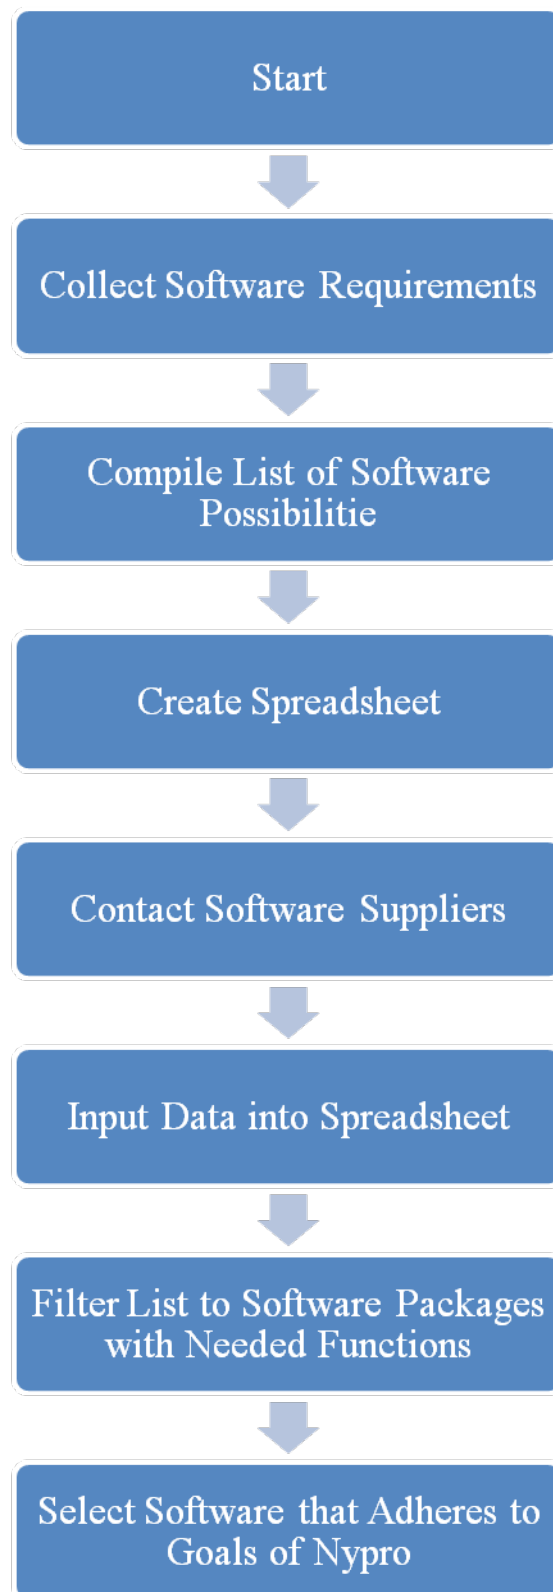 Start
Collect Software Requirements
Compile List of Software
Possibilitie
Create Spreadsheet
Contact Software Suppliers
Input Data into Spreadsheet
Filter List to Software Packages
with Needed Functions
Select Software that Adheres to
Goals of Nypro